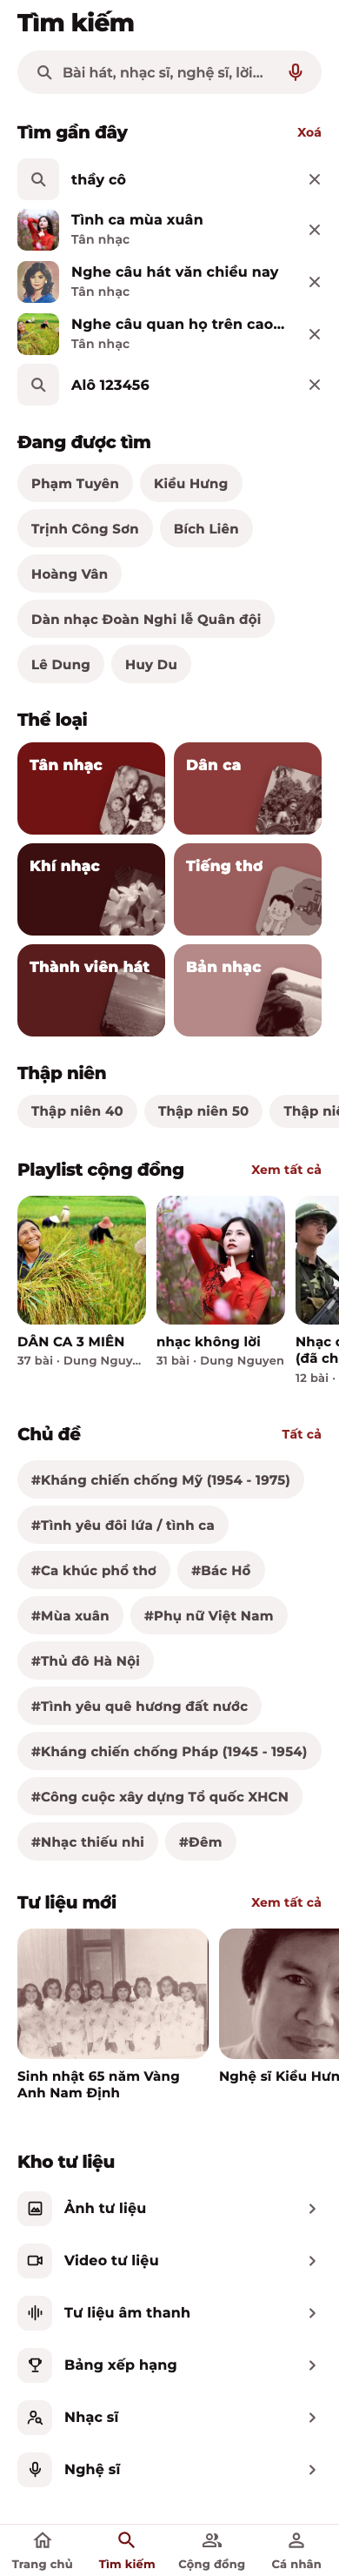 Tìm kiếm
Bài hát, nhạc sĩ, nghệ sĩ, lời...
Tìm gần đây
Xoá
thầy cô
Tình ca mùa xuân
Tân nhạc
Nghe câu hát văn chiều nay
Tân nhạc
Nghe câu quan họ trên cao...
Tân nhạc
Alô 123456
Đang được tìm
Phạm Tuyên
Kiều Hưng
Trịnh Công Sơn
Bích Liên
Hoàng Vân
Dàn nhạc Đoàn Nghi lễ Quân đội
Lê Dung
Huy Du
Thể loại
Tân nhạc
Dân ca
Khí nhạc
Tiếng thơ
Thành viên hát
Bản nhạc
Thập niên
Thập niên 40
Thập niên 50
Thập ni
Playlist cộng đồng
Xem tất cả
DÂN CA 3 MIỀN
37 bài · Dung Nguy...
nhạc không lời
31 bài · Dung Nguyen
Nhạc
(đã ch
12 bài ·
Chủ đề
Tất cả
#Kháng chiến chống Mỹ (1954 - 1975)
#Tình yêu đôi lứa / tình ca
#Ca khúc phổ thơ
#Bác Hồ
#Mùa xuân
#Phụ nữ Việt Nam
#Thủ đô Hà Nội
#Tình yêu quê hương đất nước
#Kháng chiến chống Pháp (1945 - 1954)
#Công cuộc xây dựng Tổ quốc XHCN
#Nhạc thiếu nhi
#Đêm
Tư liệu mới
Xem tất cả
Sinh nhật 65 năm Vàng
Anh Nam Định
Nghệ sĩ Kiều Hưn
Kho tư liệu
Ảnh tư liệu
Video tư liệu
Tư liệu âm thanh
Bảng xếp hạng
Nhạc sĩ
Nghệ sĩ
Trang chủ
Tìm kiếm
Cộng đồng
Cá nhân